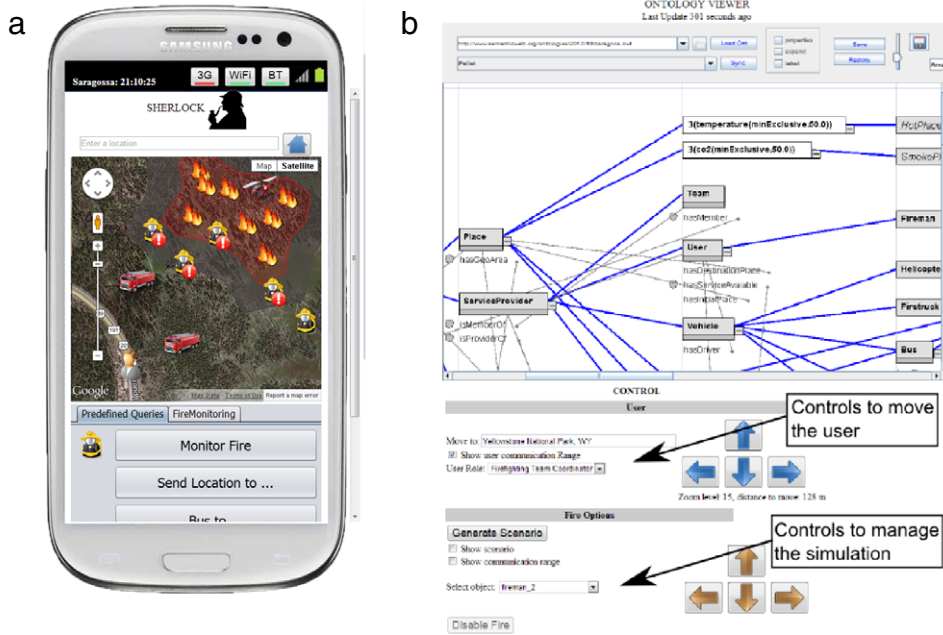 a
SAMSUNG
Saragossa: 21:10:25
3G
WiFi
BT
SHERLOCK
Enter a location
Map
Satellite
Google
Map Data
Terms of Use
Report a map error
Predefined Queries
FireMonitoring
Monitor Fire
Send Location to ...
Bus to
b
ONTOLOGY VIEWER
Last Update 301 seconds ago
Load Ont
properties
expand
label
Save
Restore
Pellet
Sync
3(temperature(minExclusive,50.0))
HotPlace
3(co2(minExclusive,50.0))
Team
hasMember
Place
hasGeoArea
User
Fireman
hasDestinationPlace
hasServiceAvailable
hasInitialPlace
ServiceProvider
isMemberOf
isProviderOf
Vehicle
hasDriver
Helicopte
Firetruck
Bus
CONTROL
User
Controls to move
the user
Move to: Yellowstone National Park, WY
Show user communication Range
User Role: Firefighting Team Coordinator
Zoom level: 15, distance to move: 128 m
Fire Options
Generate Scenario
Show scenario
Show communication range
Controls to manage
the simulation
Select object: fireman_2
Disable Fire